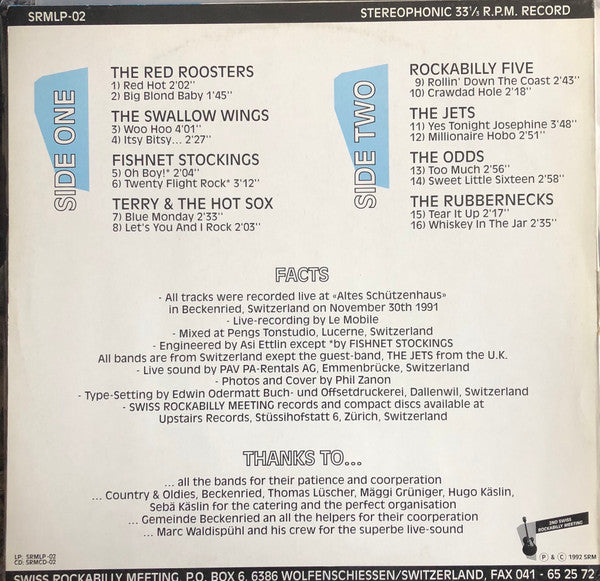 SRMLP-02
STEREOPHONIC 33⅓ R.P.M. RECORD
SIDE ONE
THE RED ROOSTERS
1) Red Hot 2'02''
2) Big Blond Baby 1'45''
THE SWALLOW WINGS
3) Woo Hoo 4'01''
4) Itsy Bitsy... 2'27''
FISHNET STOCKINGS
5) Oh Boy!* 2'04''
6) Twenty Flight Rock* 3'12''
TERRY & THE HOT SOX
7) Blue Monday 2'33''
8) Let's You And I Rock 2'03''
SIDE TWO
ROCKABILLY FIVE
9) Rollin' Down The Coast 2'43''
10) Crawdad Hole 2'18''
THE JETS
11) Yes Tonight Josephine 3'48''
12) Millionaire Hobo 2'51''
THE ODDS
13) Too Much 2'56''
14) Sweet Little Sixteen 2'58''
THE RUBBERNECKS
15) Tear It Up 2'17''
16) Whiskey In The Jar 2'35''
FACTS
- All tracks were recorded live at «Altes Schützenhaus»
in Beckenried, Switzerland on November 30th 1991
- Live-recording by Le Mobile
- Mixed at Pengs Tonstudio, Lucerne, Switzerland
- Engineered by Asi Ettlin except *by FISHNET STOCKINGS
All bands are from Switzerland exept the guest-band, THE JETS from the U.K.
- Live sound by PAV PA-Rentals AG, Emmenbrücke, Switzerland
- Photos and Cover by Phil Zanon
- Type-Setting by Edwin Odermatt Buch- und Offsetdruckerei, Dallenwil, Switzerland
- SWISS ROCKABILLY MEETING records and compact discs available at
Upstairs Records, Stüssihofstatt 6, Zürich, Switzerland
THANKS TO...
... all the bands for their patience and coorperation
... Country & Oldies, Beckenried, Thomas Lüscher, Mäggi Grüniger, Hugo Käslin,
Sebä Käslin for the catering and the perfect organisation
... Gemeinde Beckenried an all the helpers for their coorperation
... Marc Waldispühl and his crew for the superbe live-sound
2ND SWISS
ROCKABILLY MEETING
LP: SRMLP-02
CD: SRMCD-02
Ⓟ & © 1992 SRM
SWISS ROCKABILLY MEETING, P.O. BOX 6, 6386 WOLFENSCHIESSEN/SWITZERLAND, FAX 041 - 65 25 72